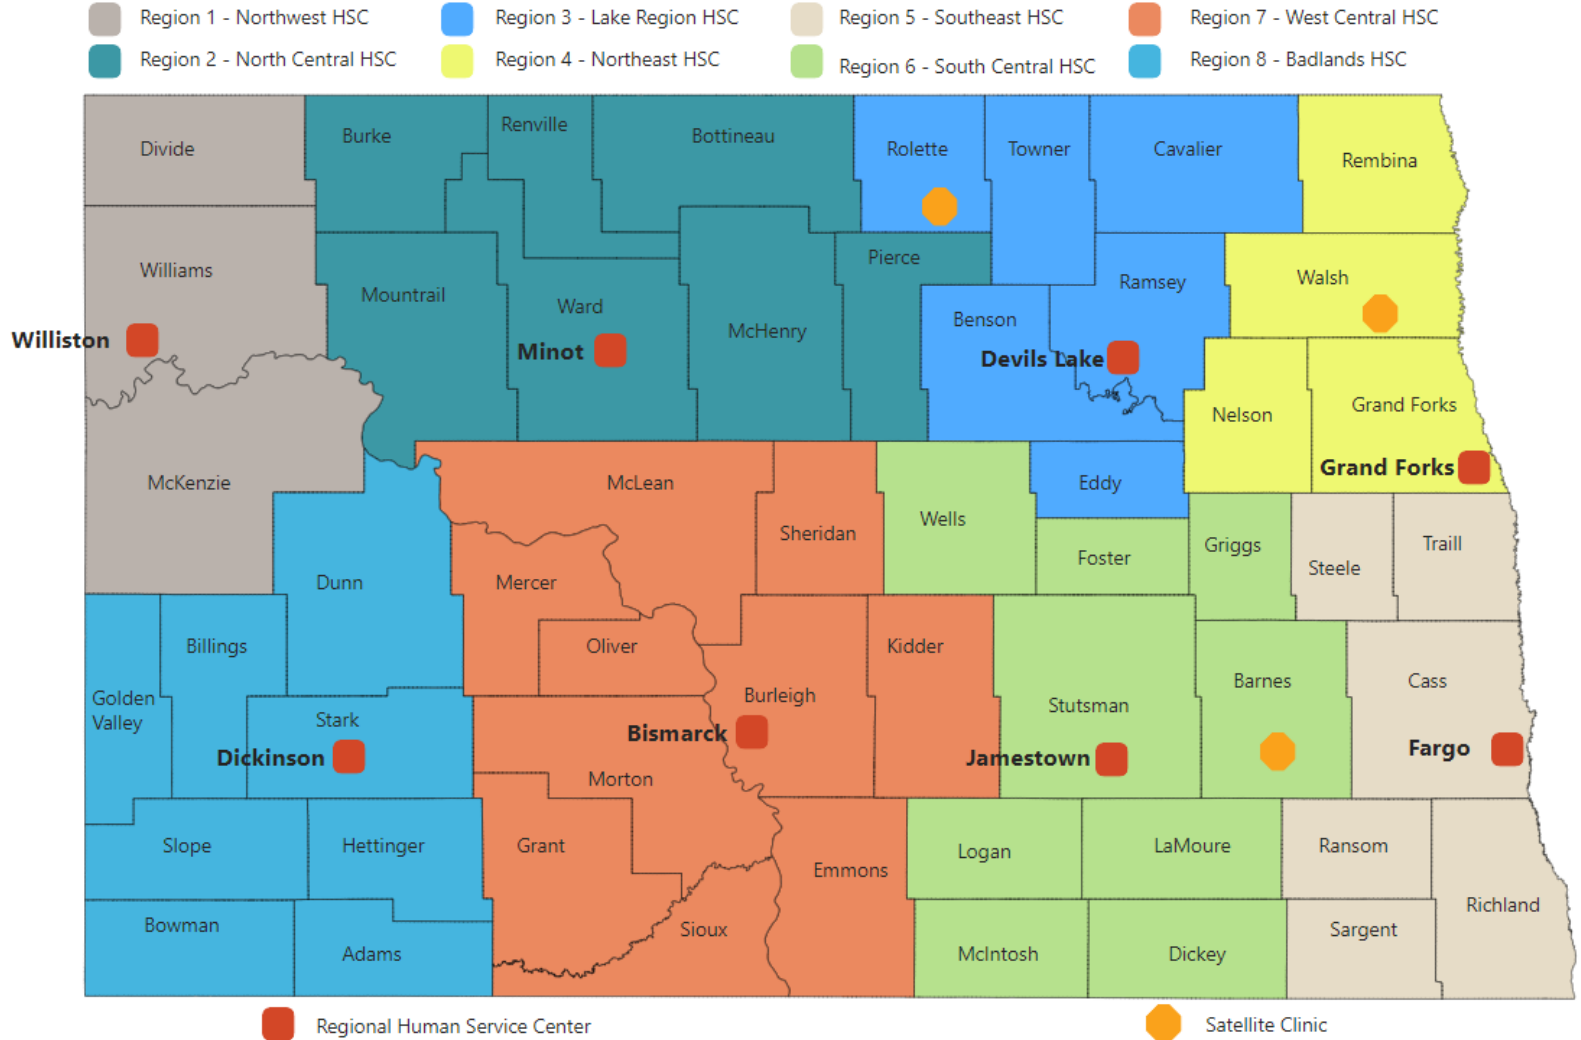 Region 1 - Northwest HSC
Region 3 - Lake Region HSC
Region 5 - Southeast HSC
Region 7 - West Central HSC
Region 2 - North Central HSC
Region 4 - Northeast HSC
Region 6 - South Central HSC
Region 8 - Badlands HSC
Divide
Burke
Renville
Bottineau
Rolette
Towner
Cavalier
Rembina
Williams
Mountrail
Ward
McHenry
Pierce
Benson
Ramsey
Walsh
Williston
Minot
Devils Lake
Nelson
Grand Forks
Grand Forks
McKenzie
McLean
Sheridan
Wells
Eddy
Foster
Griggs
Steele
Traill
Dunn
Mercer
Oliver
Billings
Golden
Valley
Stark
Dickinson
Burleigh
Bismarck
Morton
Kidder
Stutsman
Jamestown
Barnes
Cass
Fargo
Slope
Hettinger
Grant
Emmons
Logan
LaMoure
Ransom
Richland
Bowman
Adams
Sioux
McIntosh
Dickey
Sargent
Regional Human Service Center
Satellite Clinic